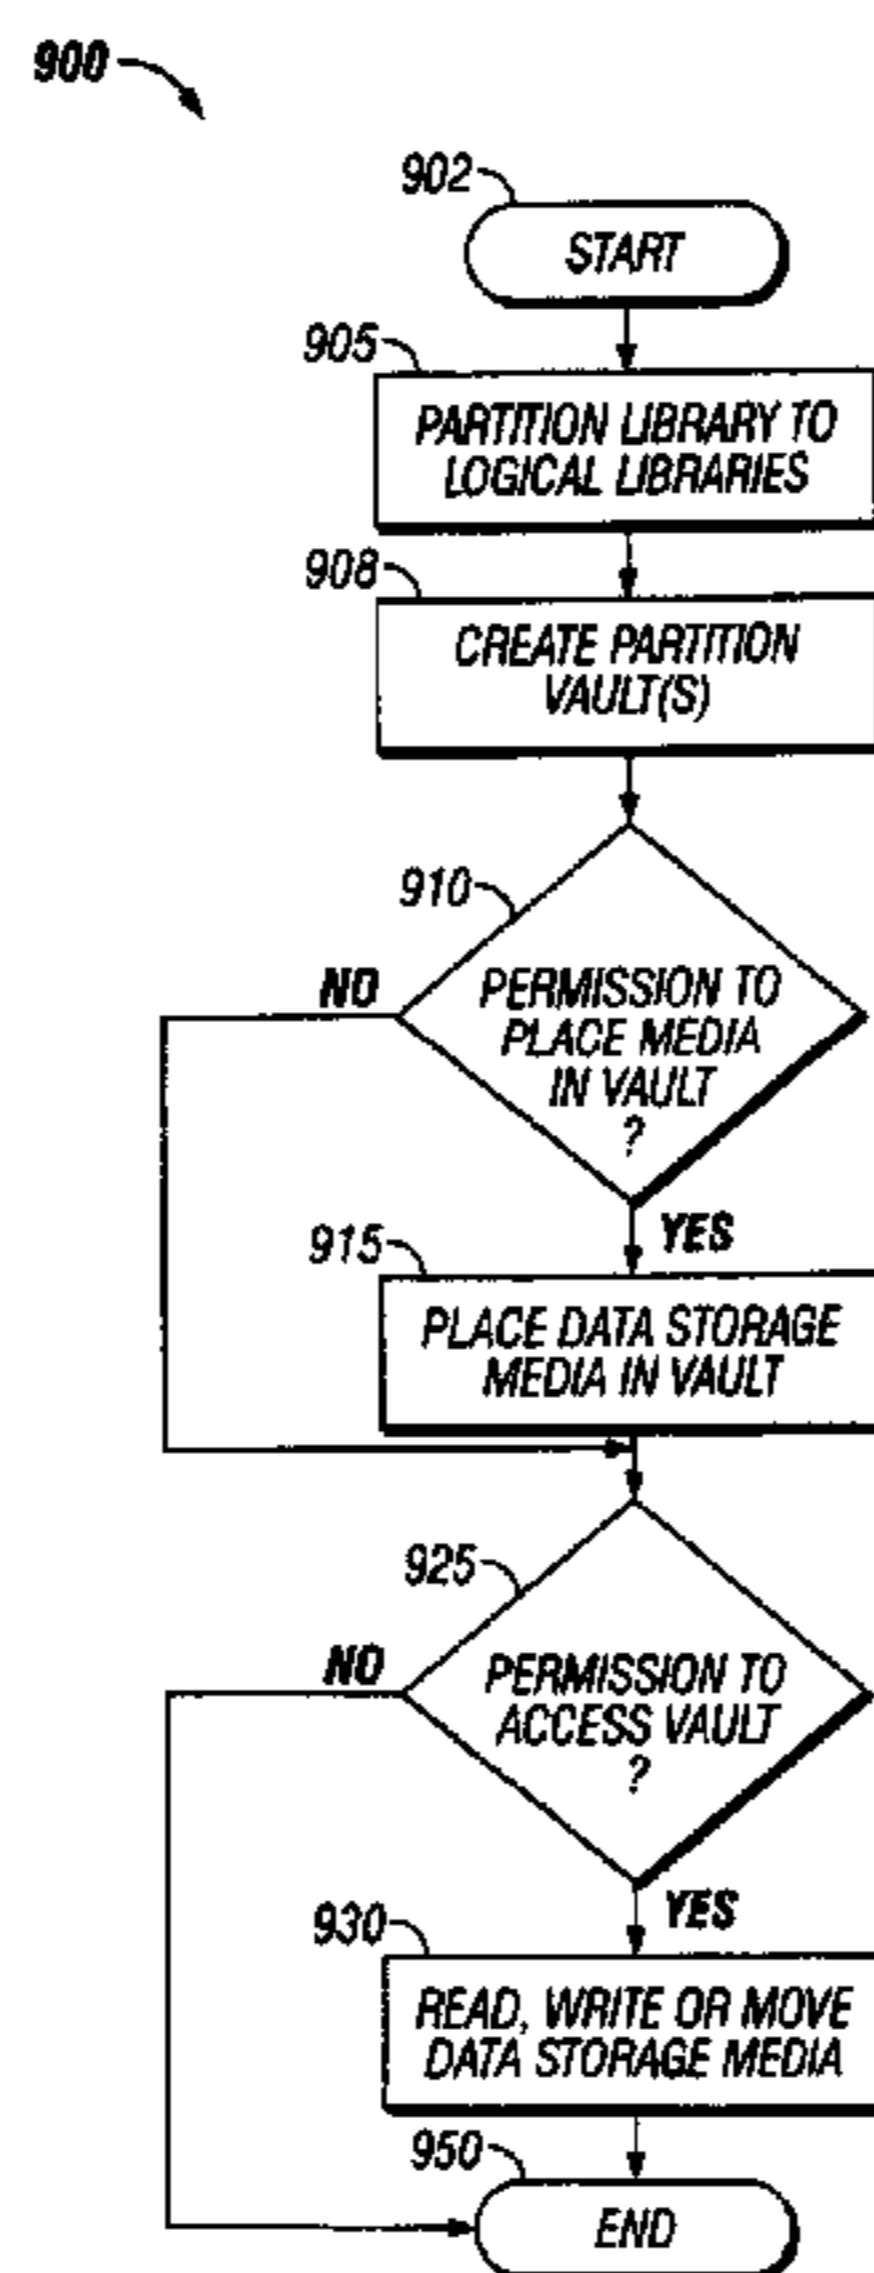 900
902
START
905
PARTITION LIBRARY TO
LOGICAL LIBRARIES
908
CREATE PARTITION
VAULT(S)
910
NO
PERMISSION TO
PLACE MEDIA
IN VAULT
?
YES
915
PLACE DATA STORAGE
MEDIA IN VAULT
925
NO
PERMISSION TO
ACCESS VAULT
?
YES
930
READ, WRITE OR MOVE
DATA STORAGE MEDIA
950
END